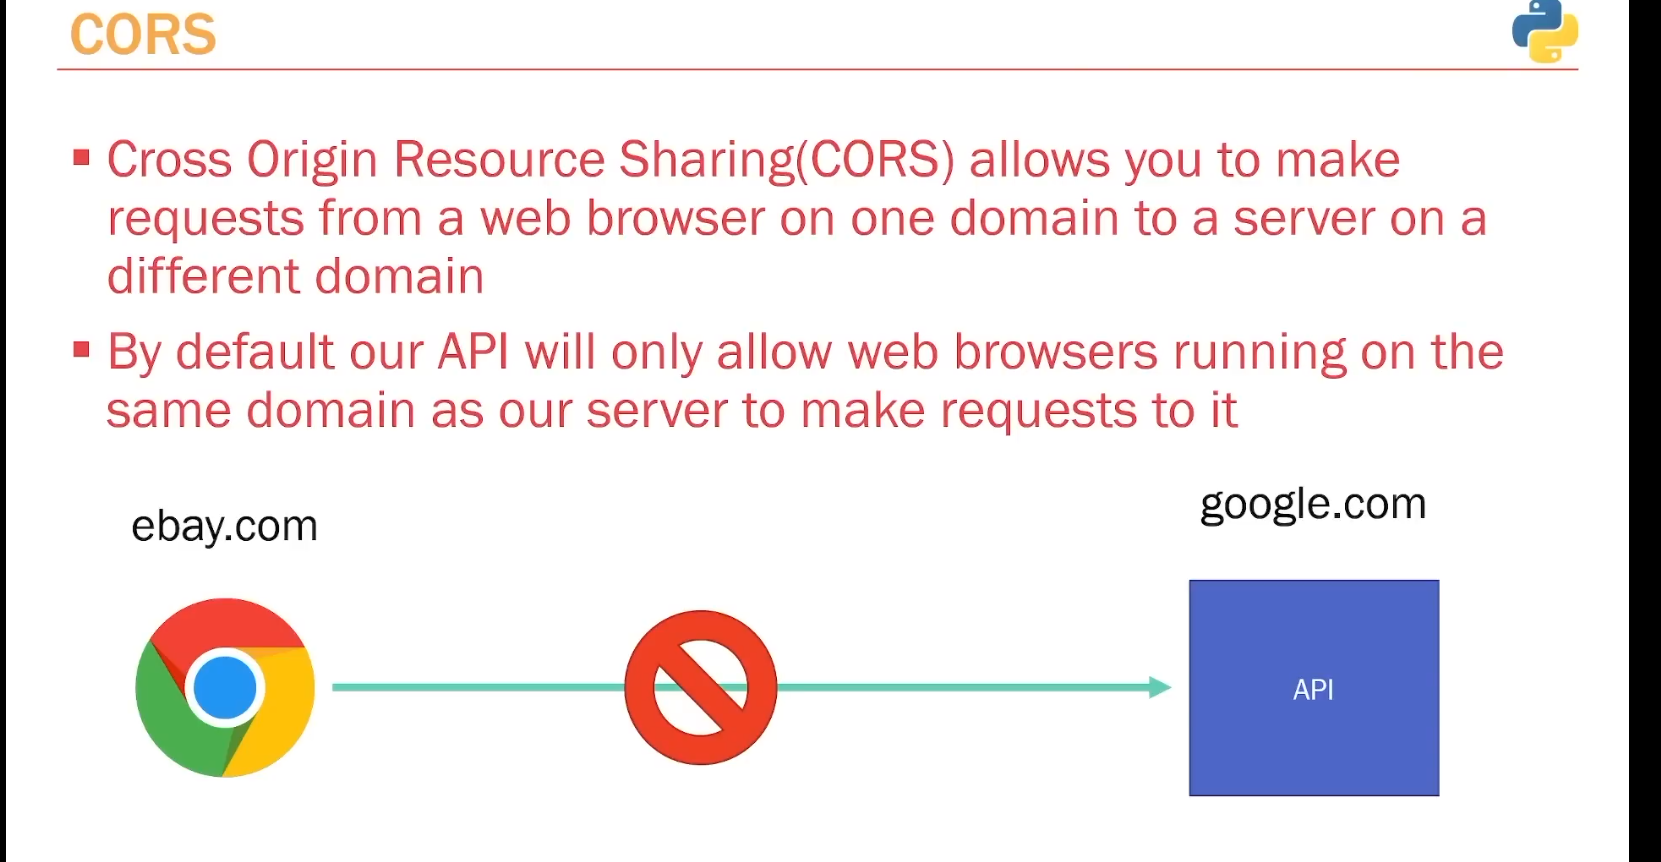 CORS
Cross Origin Resource Sharing(CORS) allows you to make
requests from a web browser on one domain to a server on a
different domain
By default our API will only allow web browsers running on the
same domain as our server to make requests to it
ebay.com
google.com
API